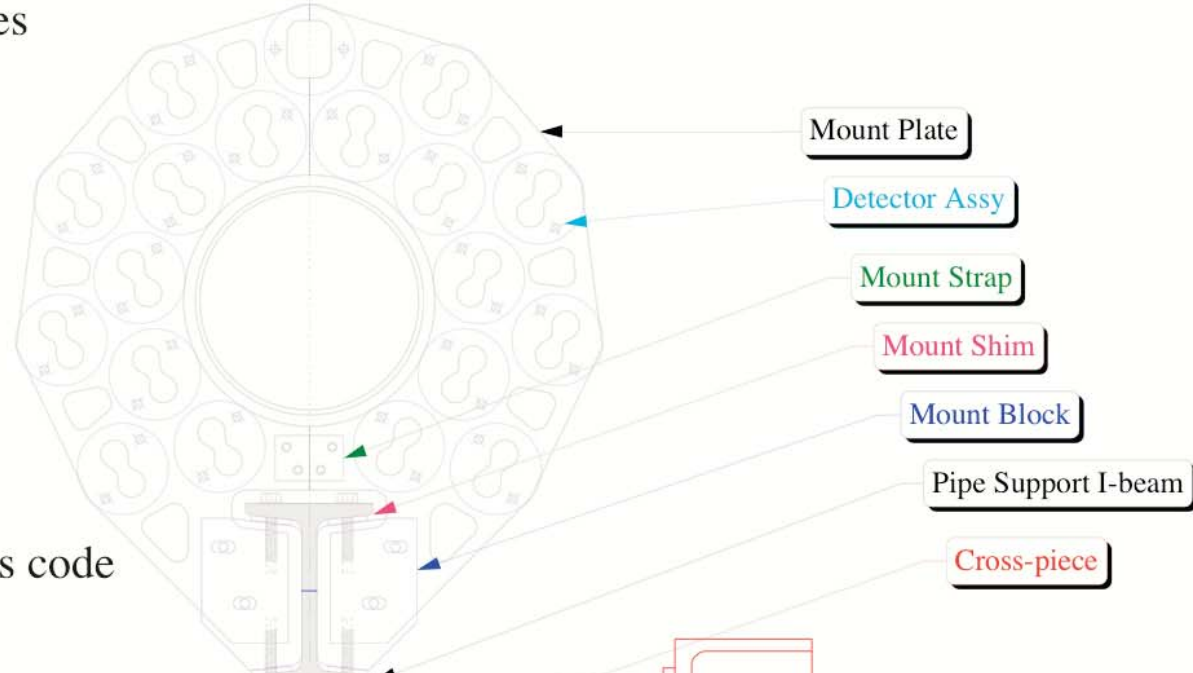 es
Mount Plate
Detector Assy
Mount Strap
Mount Shim
Mount Block
Pipe Support I-beam
s code
Cross-piece